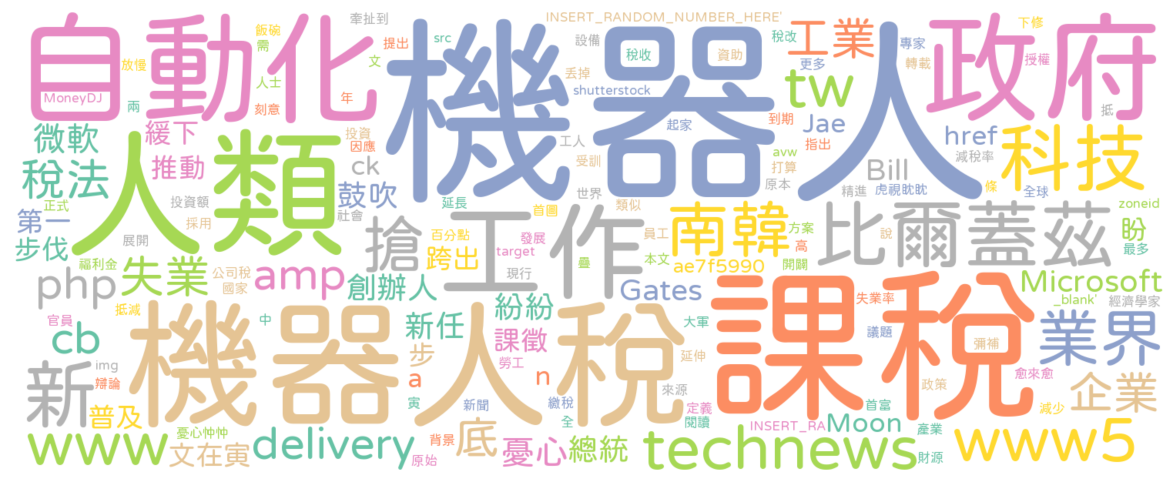 自動化
機器人
政府
人類
科技
工作
南韓
比爾蓋茲
機器人稅
課稅
搶
新
www
technews
www5
delivery
業界
企業
底
憂心
總統
Moon
文在寅
普及
cb
php
失業
amp
創辦人
跨出
Gates
Microsoft
紛紛
新任
課徵
步
a
n
微軟
緩下
稅法
推動
第一
步伐
鼓吹
ck
tw
工業
Jae
Bill
href
盼
ae7f5990
INSERT_RANDOM_NUMBER_HERE'
INSERT_RA
MoneyDJ
shutterstock
飯碗
需
放慢
人士
兩
刻意
年
牽扯到
提出
src
文
投資
因應
設備
丟掉
稅收
資助
稅改
更多
專家
轉載
下修
授權
抵
起家
到期
指出
工人
受訓
avw
打算
原本
減稅率
精進
虎視眈眈
條
全球
zoneid
最多
正式
投資額
採用
展開
社會
延長
世界
首圖
類似
百分點
發展
target
現行
疊
員工
本文
方案
高
開闢
說
福利金
公司稅
國家
抵減
官員
中
img
辯論
大軍
失業率
議題
_blank'
經濟學家
彌補
延伸
勞工
來源
寅
新聞
繳稅
全
定義
閱讀
首富
政策
愈來愈
減少
產業
財源
憂心忡忡
背景
原始